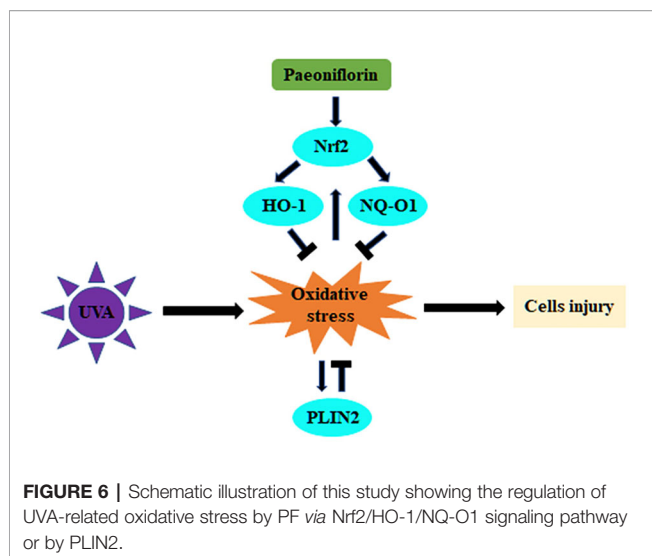 Paeoniflorin
Nrf2
HO-1
NQ-O1
UVA
Oxidative
stress
Cells injury
PLIN2
FIGURE 6 | Schematic illustration of this study showing the regulation of
UVA-related oxidative stress by PF via Nrf2/HO-1/NQ-O1 signaling pathway
or by PLIN2.